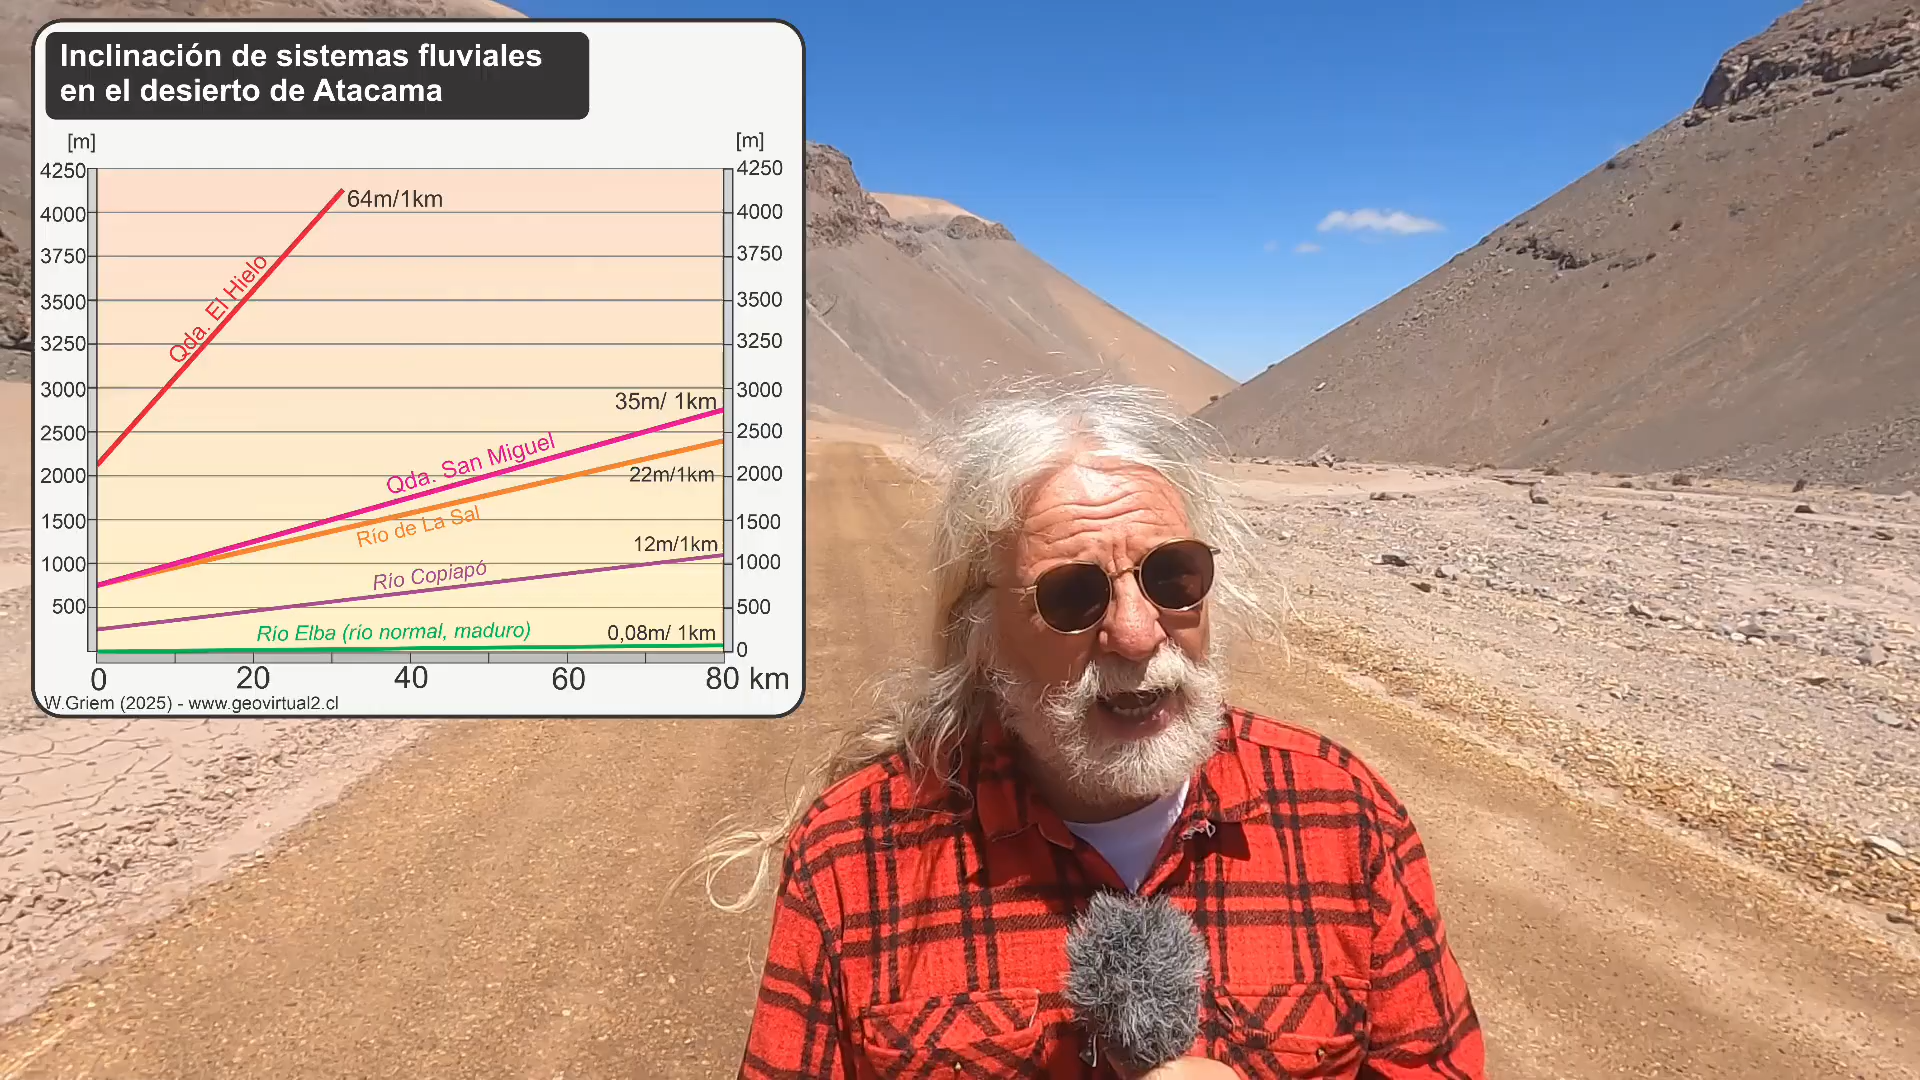 Inclinación de sistemas fluviales
en el desierto de Atacama
[m]
[m]
4250
4000
3750
3500
3250
3000
2500
2000
1500
1000
500
4250
4000
3750
3500
3250
3000
2500
2000
1500
1000
500
0
64m/1km
Qda. El Hielo
35m/ 1km
Qda. San Miguel
22m/1km
Río de La Sal
12m/1km
Río Copiapó
Río Elba (río normal, maduro)
0,08m/ 1km
0 20 40 60 80 km
W.Griem (2025) - www.geovirtual2.cl